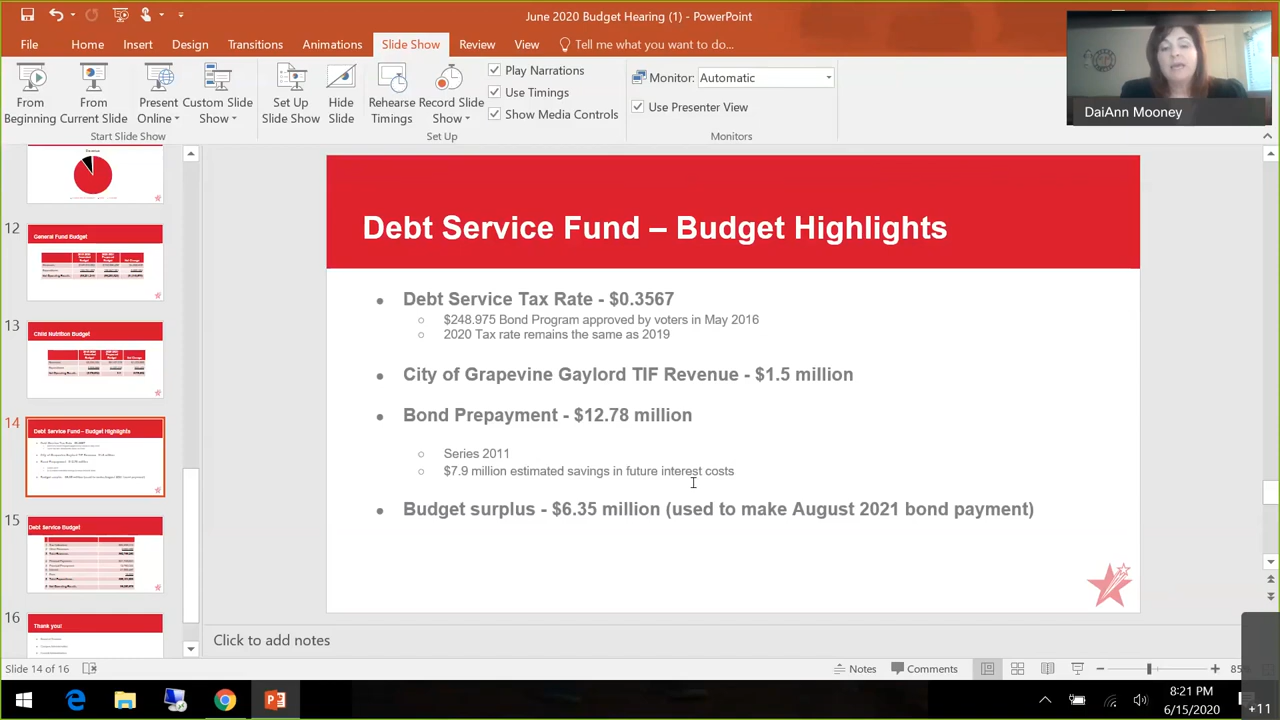 June 2020 Budget Hearing (1) - PowerPoint
File Home Insert Design Transitions Animations Slide Show Review View Tell me what you want to do...
DaiAnn Mooney
From Beginning
From Current Slide
Present Online
Custom Slide Show
Start Slide Show
Set Up Slide Show
Hide Slide
Rehearse Timings
Record Slide Show
Play Narrations
Use Timings
Show Media Controls
Set Up
Monitor: Automatic
Use Presenter View
Monitors
12
General Fund Budget
13
Child Nutrition Budget
14
Debt Service Fund – Budget Highlights
15
Debt Service Budget
16
Thank you!
Debt Service Fund – Budget Highlights
Debt Service Tax Rate - $0.3567
$248.975 Bond Program approved by voters in May 2016
2020 Tax rate remains the same as 2019
City of Grapevine Gaylord TIF Revenue - $1.5 million
Bond Prepayment - $12.78 million
Series 2011
$7.9 million estimated savings in future interest costs
Budget surplus - $6.35 million (used to make August 2021 bond payment)
Click to add notes
Slide 14 of 16
Notes
Comments
8:21 PM
6/15/2020
+11